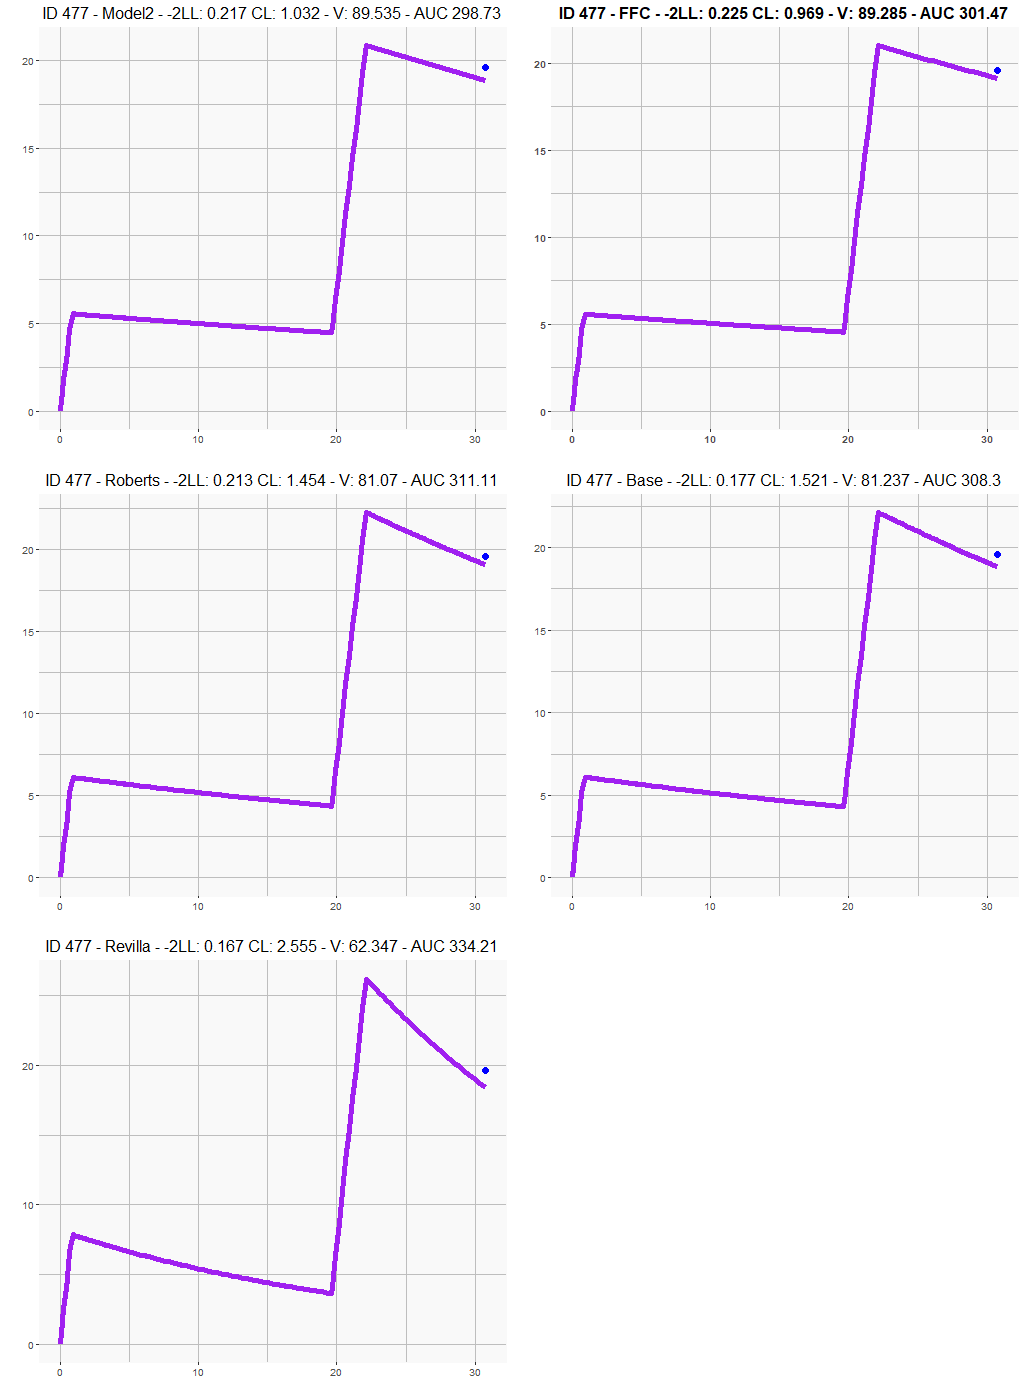 ID 477 - Model2 - -2LL: 0.217 CL: 1.032 - V: 89.535 - AUC 298.73
20
15
10
5
0
0 10 20 30
ID 477 - FFC - -2LL: 0.225 CL: 0.969 - V: 89.285 - AUC 301.47
20
15
10
5
0
0 10 20 30
ID 477 - Roberts - -2LL: 0.213 CL: 1.454 - V: 81.07 - AUC 311.11
20
15
10
5
0
0 10 20 30
ID 477 - Base - -2LL: 0.177 CL: 1.521 - V: 81.237 - AUC 308.3
20
15
10
5
0
0 10 20 30
ID 477 - Revilla - -2LL: 0.167 CL: 2.555 - V: 62.347 - AUC 334.21
20
10
0
0 10 20 30